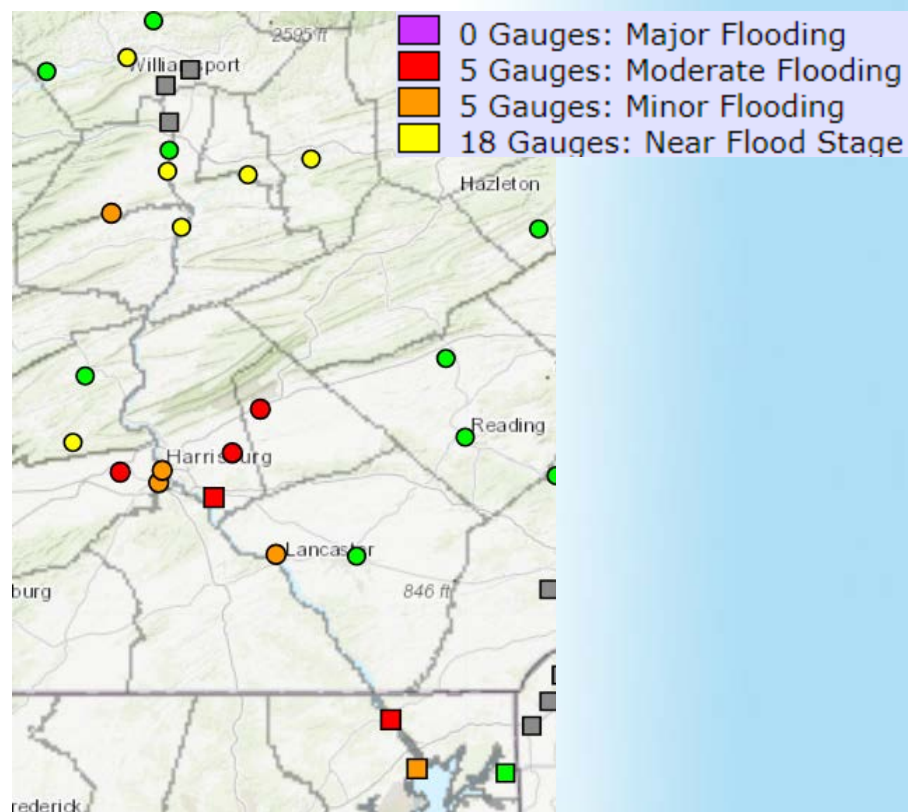 2595 ft
Williamsport
0 Gauges: Major Flooding
5 Gauges: Moderate Flooding
5 Gauges: Minor Flooding
18 Gauges: Near Flood Stage
Hazleton
Reading
Harrisburg
Lancaster
burg
846 ft
rederick